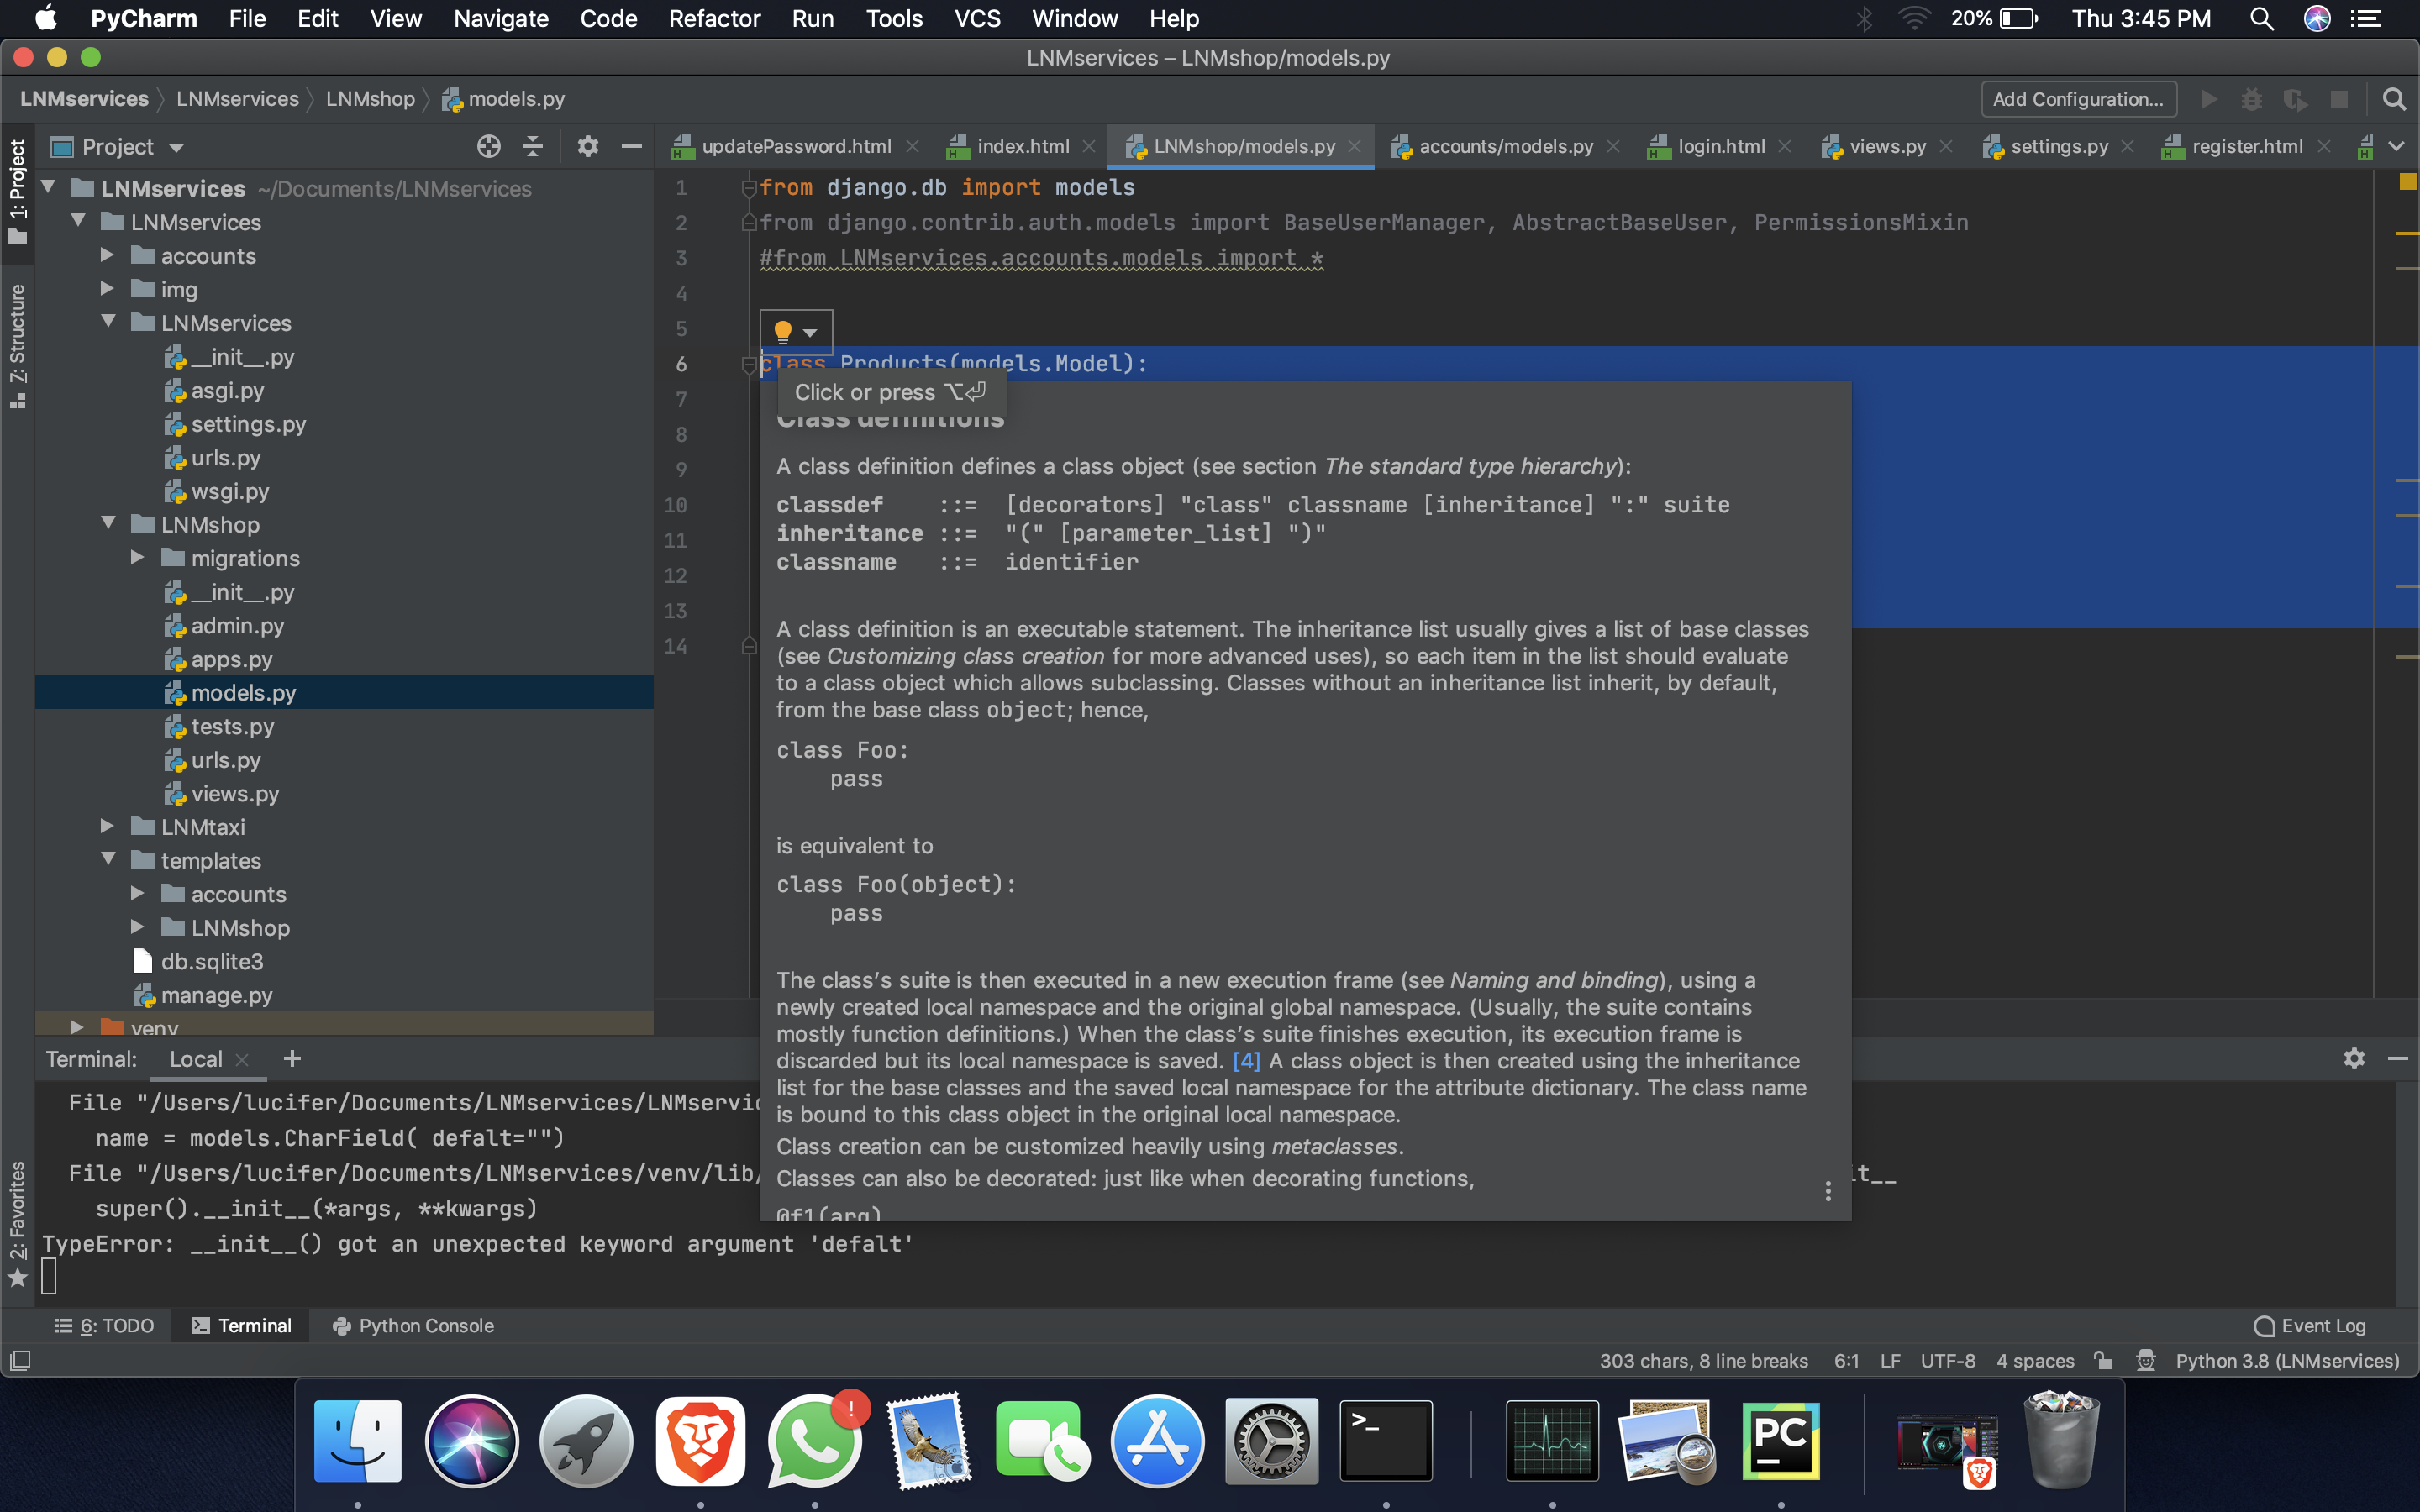 PyCharm File Edit View Navigate Code Refactor Run Tools VCS Window Help 20% Thu 3:45 PM
LNMservices – LNMshop/models.py
LNMservices LNMservices LNMshop models.py Add Configuration...
1: Project
Z: Structure
2: Favorites
Project
LNMservices ~/Documents/LNMservices
LNMservices
accounts
img
LNMservices
__init__.py
asgi.py
settings.py
urls.py
wsgi.py
LNMshop
migrations
__init__.py
admin.py
apps.py
models.py
tests.py
urls.py
views.py
LNMtaxi
templates
accounts
LNMshop
db.sqlite3
manage.py
venv
updatePassword.html index.html LNMshop/models.py accounts/models.py login.html views.py settings.py register.html
1 from django.db import models
2 from django.contrib.auth.models import BaseUserManager, AbstractBaseUser, PermissionsMixin
3 #from LNMservices.accounts.models import *
4
5
6 class Products(models.Model):
7
8
9
10
11
12
13
14
Click or press ⌥⏎
Class definitions
A class definition defines a class object (see section The standard type hierarchy):
classdef ::= [decorators] "class" classname [inheritance] ":" suite
inheritance ::= "(" [parameter_list] ")"
classname ::= identifier
A class definition is an executable statement. The inheritance list usually gives a list of base classes
(see Customizing class creation for more advanced uses), so each item in the list should evaluate
to a class object which allows subclassing. Classes without an inheritance list inherit, by default,
from the base class object; hence,
class Foo:
pass
is equivalent to
class Foo(object):
pass
The class’s suite is then executed in a new execution frame (see Naming and binding), using a
newly created local namespace and the original global namespace. (Usually, the suite contains
mostly function definitions.) When the class’s suite finishes execution, its execution frame is
discarded but its local namespace is saved. [4] A class object is then created using the inheritance
list for the base classes and the saved local namespace for the attribute dictionary. The class name
is bound to this class object in the original local namespace.
Class creation can be customized heavily using metaclasses.
Classes can also be decorated: just like when decorating functions,
@f1(arg)
Terminal: Local +
File "/Users/lucifer/Documents/LNMservices/LNMservic
name = models.CharField( defalt="")
File "/Users/lucifer/Documents/LNMservices/venv/lib/ it__
super().__init__(*args, **kwargs)
TypeError: __init__() got an unexpected keyword argument 'defalt'
6: TODO Terminal Python Console Event Log
303 chars, 8 line breaks 6:1 LF UTF-8 4 spaces Python 3.8 (LNMservices)
!
>_
PC